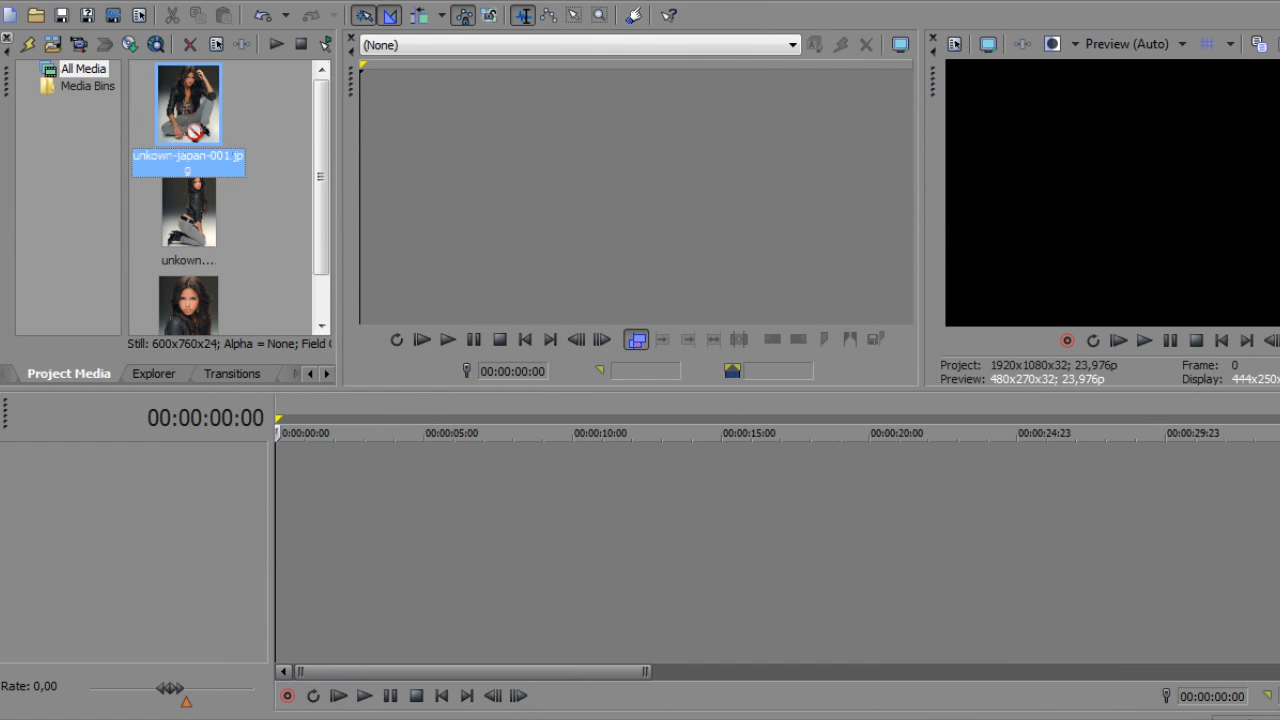 (None)
Preview (Auto)
All Media
Media Bins
unkown-japan-001.jp
g
unkown...
Still: 600x760x24; Alpha = None; Field
Project Media
Explorer
Transitions
00:00:00:00
Project: 1920x1080x32; 23,976p
Frame: 0
Preview: 480x270x32; 23,976p
Display: 444x250x
00:00:00:00
0:00:00:00
00:00:05:00
00:00:10:00
00:00:15:00
00:00:20:00
00:00:24:23
00:00:29:23
Rate: 0,00
00:00:00:00